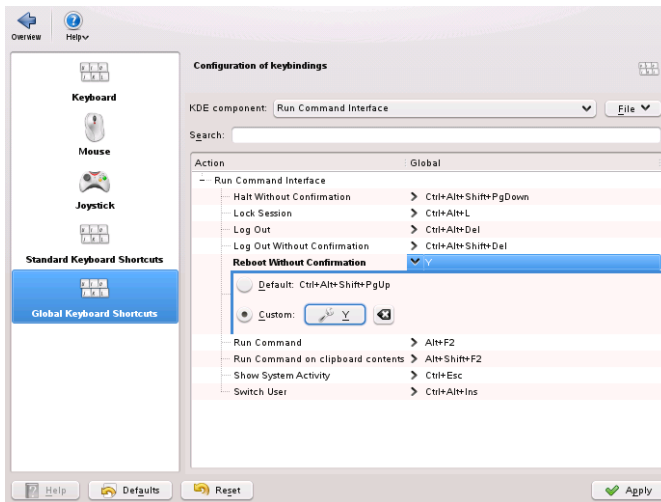 Overview Help
Configuration of keybindings
Keyboard
KDE component: Run Command Interface File
Search:
Mouse
Action Global
Run Command Interface
Joystick
Halt Without Confirmation Ctrl+Alt+Shift+PgDown
Lock Session Ctrl+Alt+L
Log Out Ctrl+Alt+Del
Log Out Without Confirmation Ctrl+Alt+Shift+Del
Standard Keyboard Shortcuts
Reboot Without Confirmation Y
Default: Ctrl+Alt+Shift+PgUp
Global Keyboard Shortcuts
Custom: Y
Run Command Alt+F2
Run Command on clipboard contents Alt+Shift+F2
Show System Activity Ctrl+Esc
Switch User Ctrl+Alt+Ins
Help Defaults Reset Apply